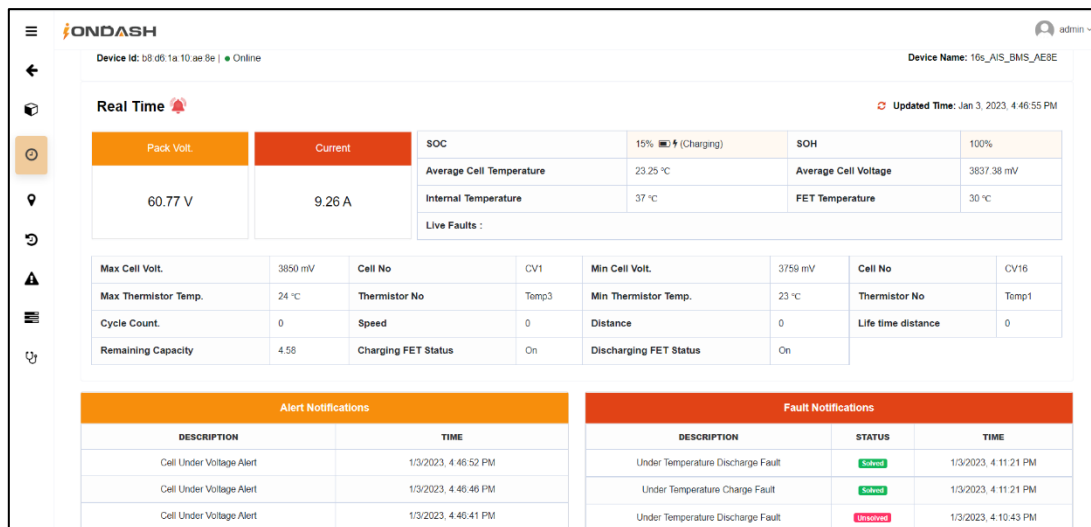 IONDASH
admin
Device Id: b8:d6:1a:10:ae:8e | Online
Device Name: 16s_AIS_BMS_AE8E
Real Time
Updated Time: Jan 3, 2023, 4:46:55 PM
Pack Volt. Current
60.77 V 9.26 A
SOC 15% (Charging) SOH 100%
Average Cell Temperature 23.25 °C Average Cell Voltage 3837.38 mV
Internal Temperature 37 °C FET Temperature 30 °C
Live Faults :
Max Cell Volt. 3850 mV Cell No CV1 Min Cell Volt. 3759 mV Cell No CV16
Max Thermistor Temp. 24 °C Thermistor No Temp3 Min Thermistor Temp. 23 °C Thermistor No Temp1
Cycle Count. 0 Speed 0 Distance 0 Life time distance 0
Remaining Capacity 4.58 Charging FET Status On Discharging FET Status On
Alert Notifications
DESCRIPTION TIME
Cell Under Voltage Alert 1/3/2023, 4:46:52 PM
Cell Under Voltage Alert 1/3/2023, 4:46:46 PM
Cell Under Voltage Alert 1/3/2023, 4:46:41 PM
Fault Notifications
DESCRIPTION STATUS TIME
Under Temperature Discharge Fault Solved 1/3/2023, 4:11:21 PM
Under Temperature Charge Fault Solved 1/3/2023, 4:11:21 PM
Under Temperature Discharge Fault Unsolved 1/3/2023, 4:10:43 PM